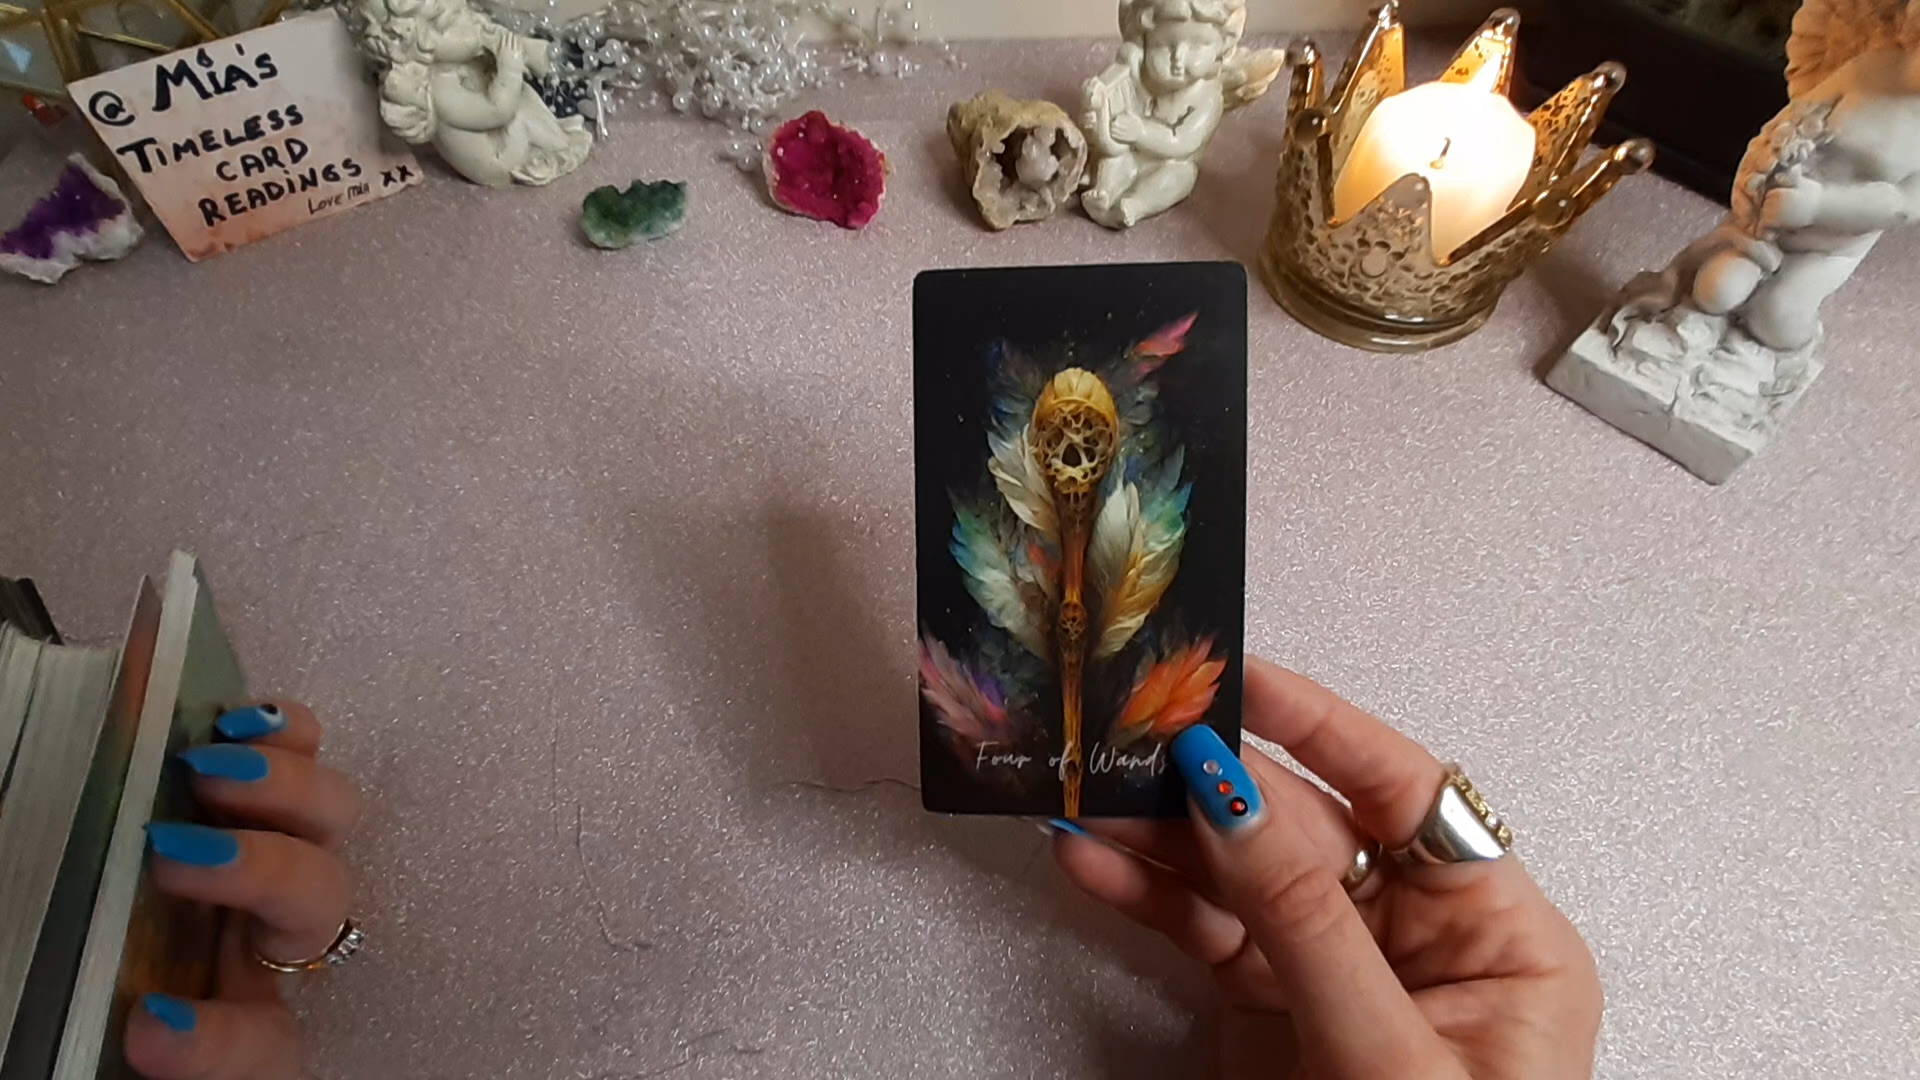 @ MiA's
TIMELESS
CARD
READiNGS
Love Mia xx
Four of Wands